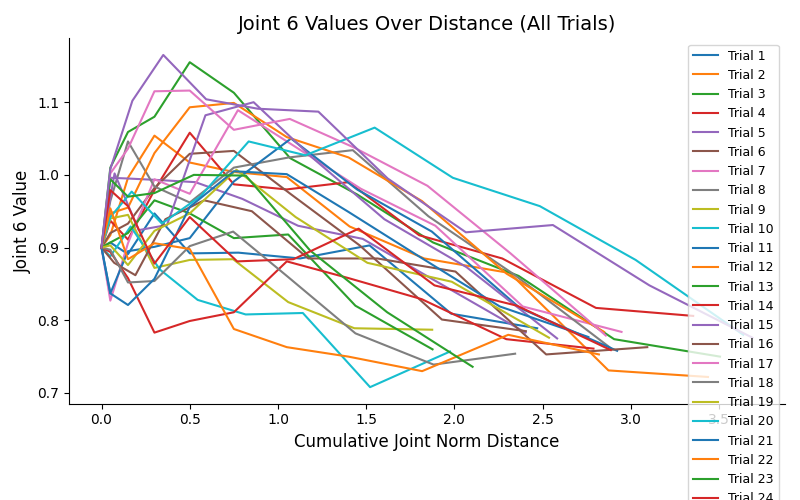 Joint 6 Values Over Distance (All Trials)
Joint 6 Value
1.1
1.0
0.9
0.8
0.7
0.0 0.5 1.0 1.5 2.0 2.5 3.0 3.5
Cumulative Joint Norm Distance
Trial 1
Trial 2
Trial 3
Trial 4
Trial 5
Trial 6
Trial 7
Trial 8
Trial 9
Trial 10
Trial 11
Trial 12
Trial 13
Trial 14
Trial 15
Trial 16
Trial 17
Trial 18
Trial 19
Trial 20
Trial 21
Trial 22
Trial 23
Trial 24